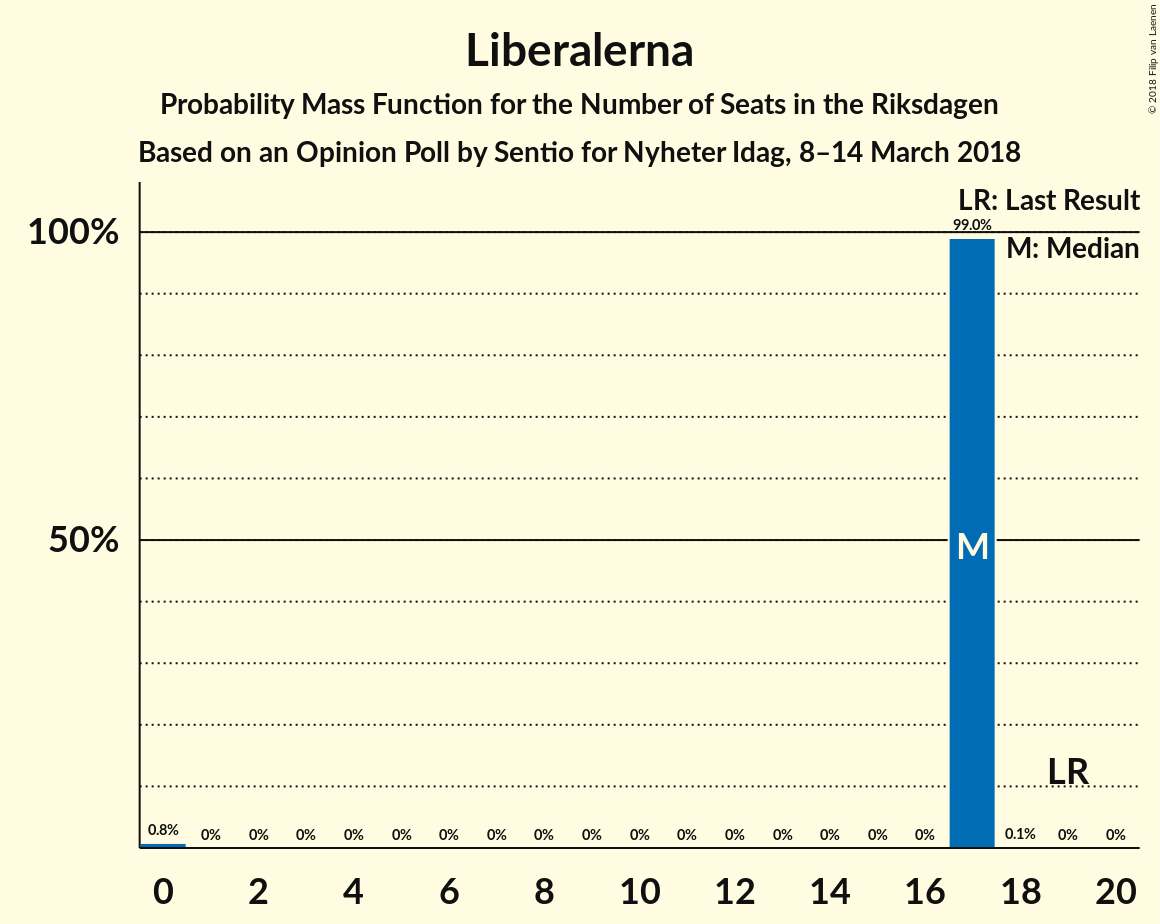 Liberalerna
Probability Mass Function for the Number of Seats in the Riksdagen
Based on an Opinion Poll by Sentio for Nyheter Idag, 8–14 March 2018
© 2018 Filip van Laenen
LR: Last Result
M: Median
100%
50%
99.0%
M
LR
0.8% 0% 0% 0% 0% 0% 0% 0% 0% 0% 0% 0% 0% 0% 0% 0% 0% 0.1% 0% 0%
0 2 4 6 8 10 12 14 16 18 20